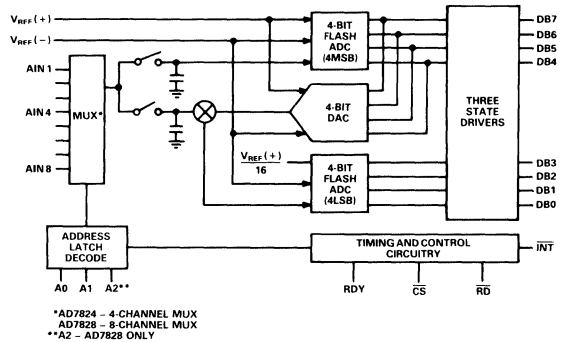 VREF (+)
VREF (–)
AIN 1
AIN 4
AIN 8
MUX*
4-BIT
FLASH
ADC
(4MSB)
4-BIT
DAC
VREF (+)
16
4-BIT
FLASH
ADC
(4LSB)
THREE
STATE
DRIVERS
DB7
DB6
DB5
DB4
DB3
DB2
DB1
DB0
ADDRESS
LATCH
DECODE
A0 A1 A2**
TIMING AND CONTROL
CIRCUITRY
INT
RDY CS RD
*AD7824 – 4-CHANNEL MUX
AD7828 – 8-CHANNEL MUX
**A2 – AD7828 ONLY